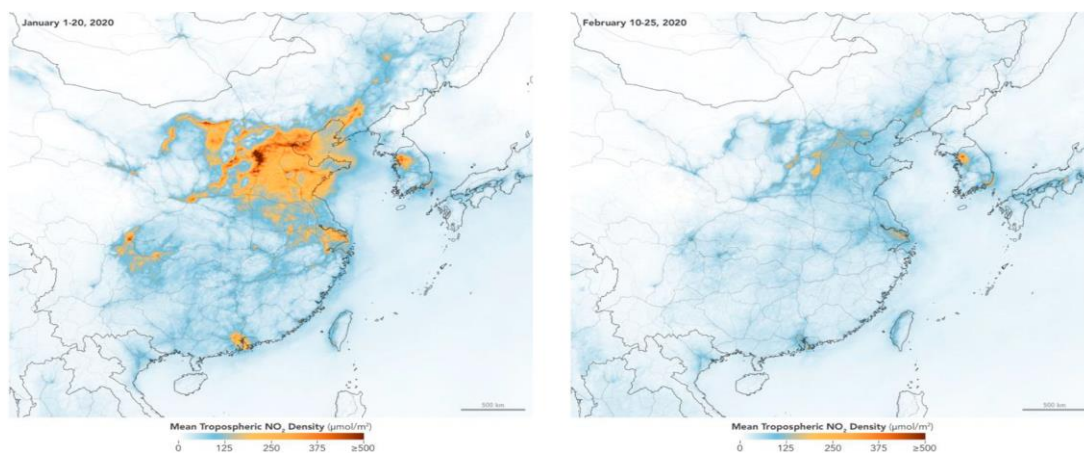 January 1-20, 2020
500 km
Mean Tropospheric NO₂ Density (µmol/m²)
0 125 250 375 ≥500
February 10-25, 2020
500 km
Mean Tropospheric NO₂ Density (µmol/m²)
0 125 250 375 ≥500